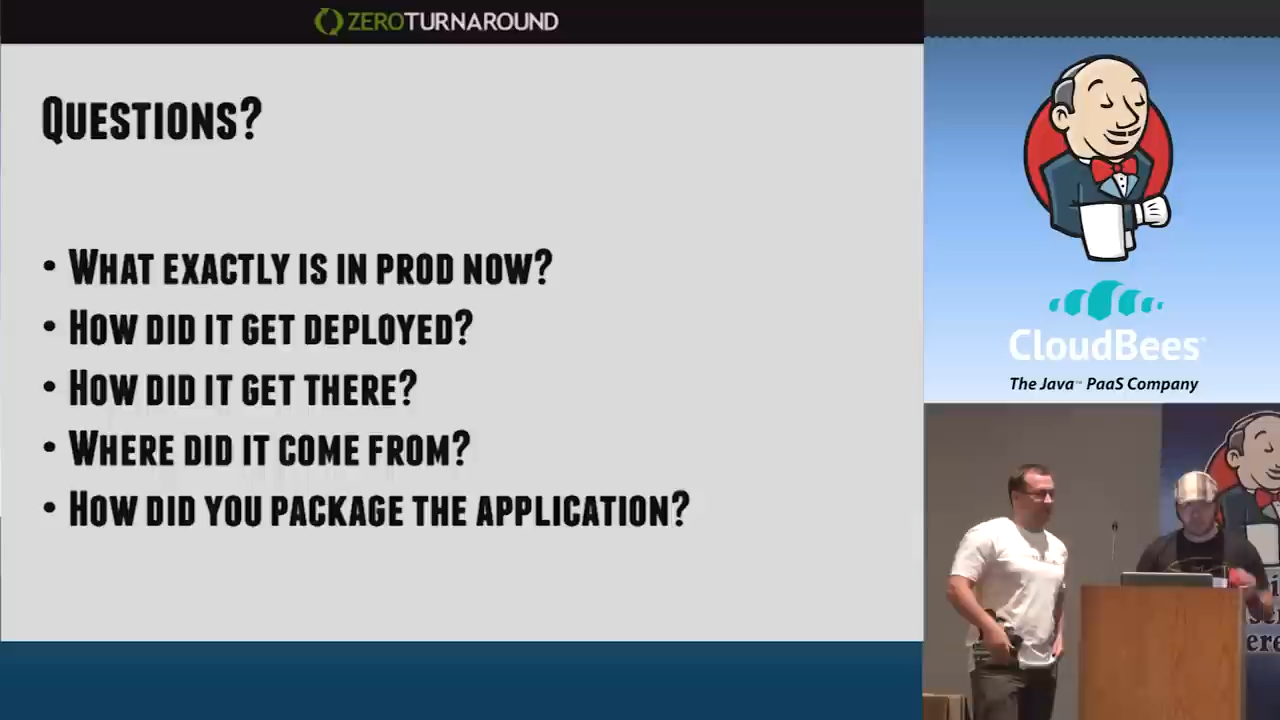 ZEROTURNAROUND
QUESTIONS?
• WHAT EXACTLY IS IN PROD NOW?
• HOW DID IT GET DEPLOYED?
• HOW DID IT GET THERE?
• WHERE DID IT COME FROM?
• HOW DID YOU PACKAGE THE APPLICATION?
CloudBees
The Java™ PaaS Company